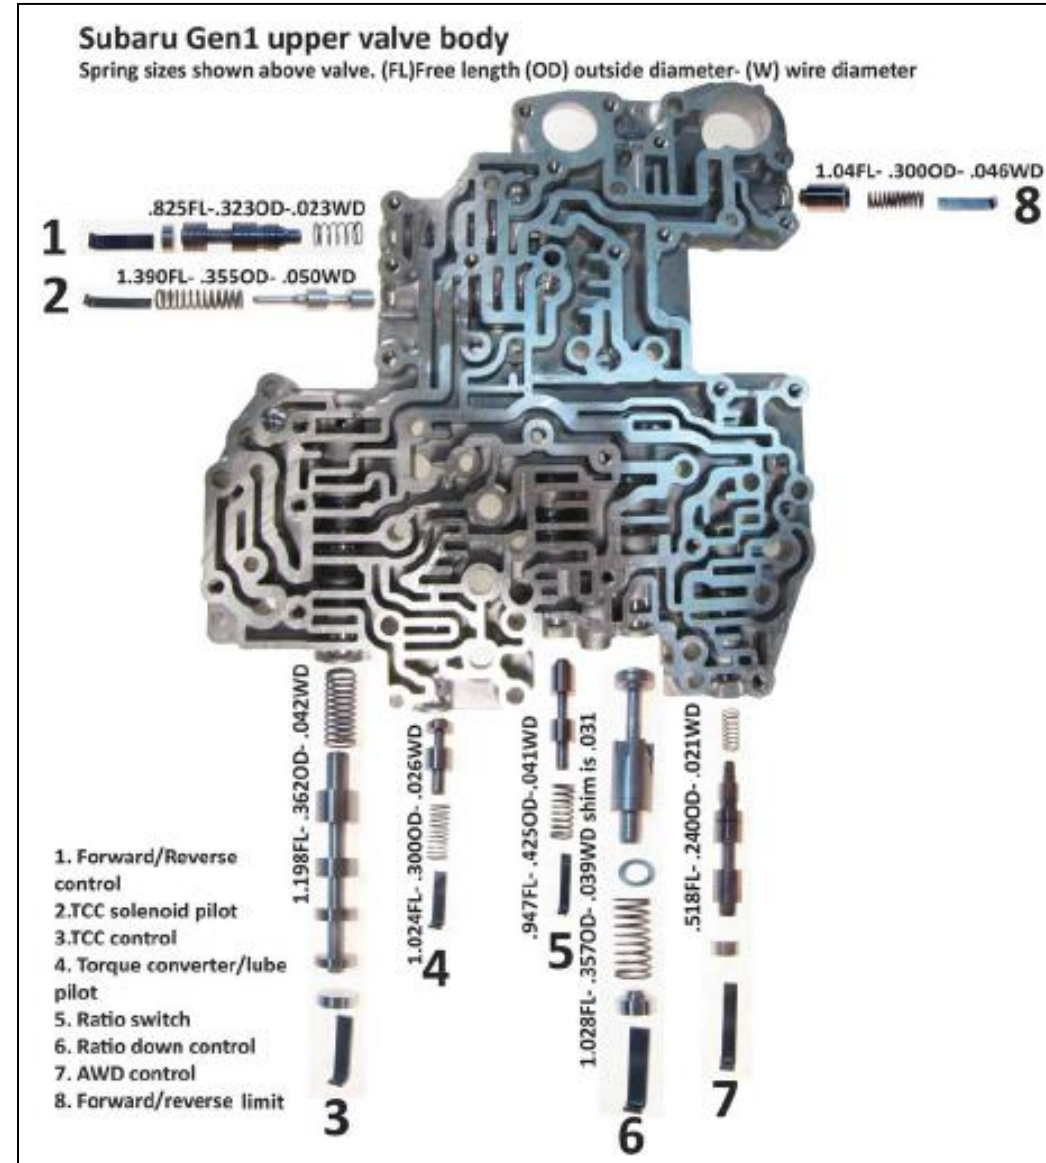 Subaru Gen1 upper valve body
Spring sizes shown above valve. (FL)Free length (OD) outside diameter- (W) wire diameter
1.04FL- .300OD- .046WD
8
.825FL-.323OD-.023WD
1
1.390FL- .355OD- .050WD
2
1.198FL- .362OD- .042WD
3
1.024FL- .300OD- .026WD
4
.947FL- .425OD-.041WD
5
1.028FL- .357OD- .039WD shim is .031
6
.518FL- .240OD- .021WD
7
1. Forward/Reverse
control
2.TCC solenoid pilot
3.TCC control
4. Torque converter/lube
pilot
5. Ratio switch
6. Ratio down control
7. AWD control
8. Forward/reverse limit